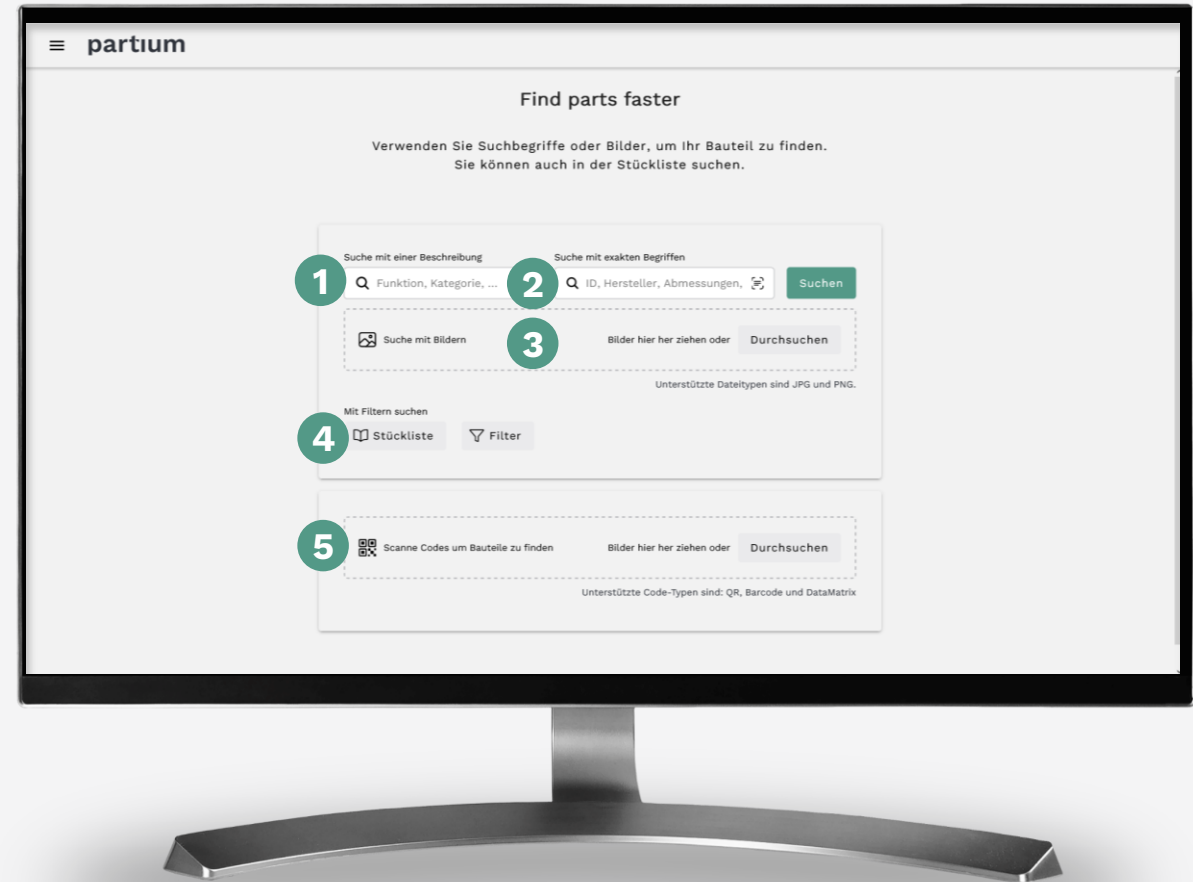 partıum
Find parts faster
Verwenden Sie Suchbegriffe oder Bilder, um Ihr Bauteil zu finden.
Sie können auch in der Stückliste suchen.
Suche mit einer Beschreibung
Suche mit exakten Begriffen
1
Funktion, Kategorie, ...
2
ID, Hersteller, Abmessungen,
Suchen
Suche mit Bildern
3
Bilder hier her ziehen oder
Durchsuchen
Unterstützte Dateitypen sind JPG und PNG.
Mit Filtern suchen
4
Stückliste
Filter
5
Scanne Codes um Bauteile zu finden
Bilder hier her ziehen oder
Durchsuchen
Unterstützte Code-Typen sind: QR, Barcode und DataMatrix